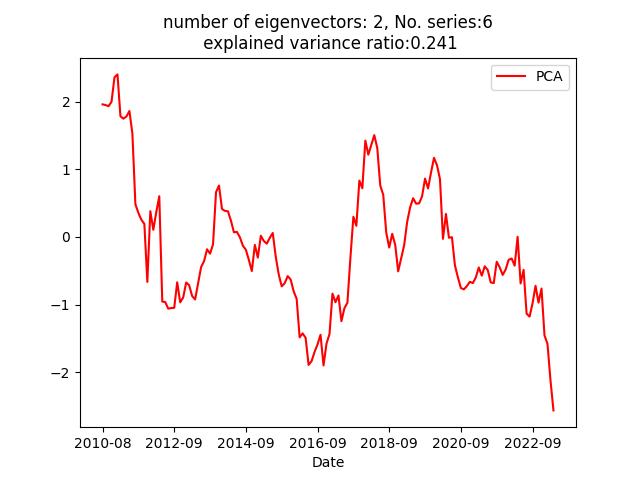 number of eigenvectors: 2, No. series:6
explained variance ratio:0.241
PCA
2
1
0
−1
−2
2010-08 2012-09 2014-09 2016-09 2018-09 2020-09 2022-09
Date